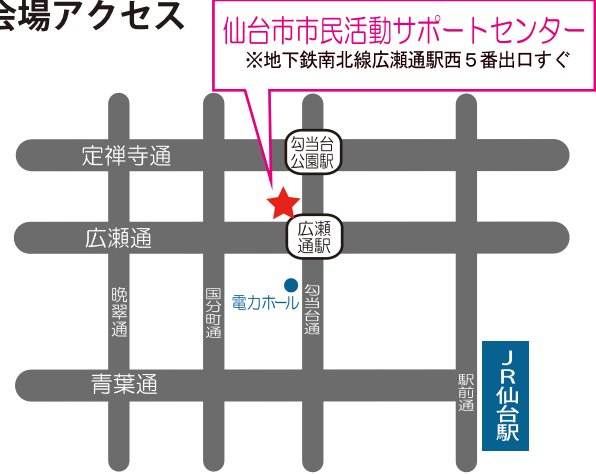 会場アクセス
仙台市市民活動サポートセンター
※地下鉄南北線広瀬通駅西5番出口すぐ
定禅寺通
勾当台
公園駅
広瀬通
広瀬
通駅
晩翠通
国分町通
電力ホール
勾当台通
青葉通
駅前通
JR仙台駅